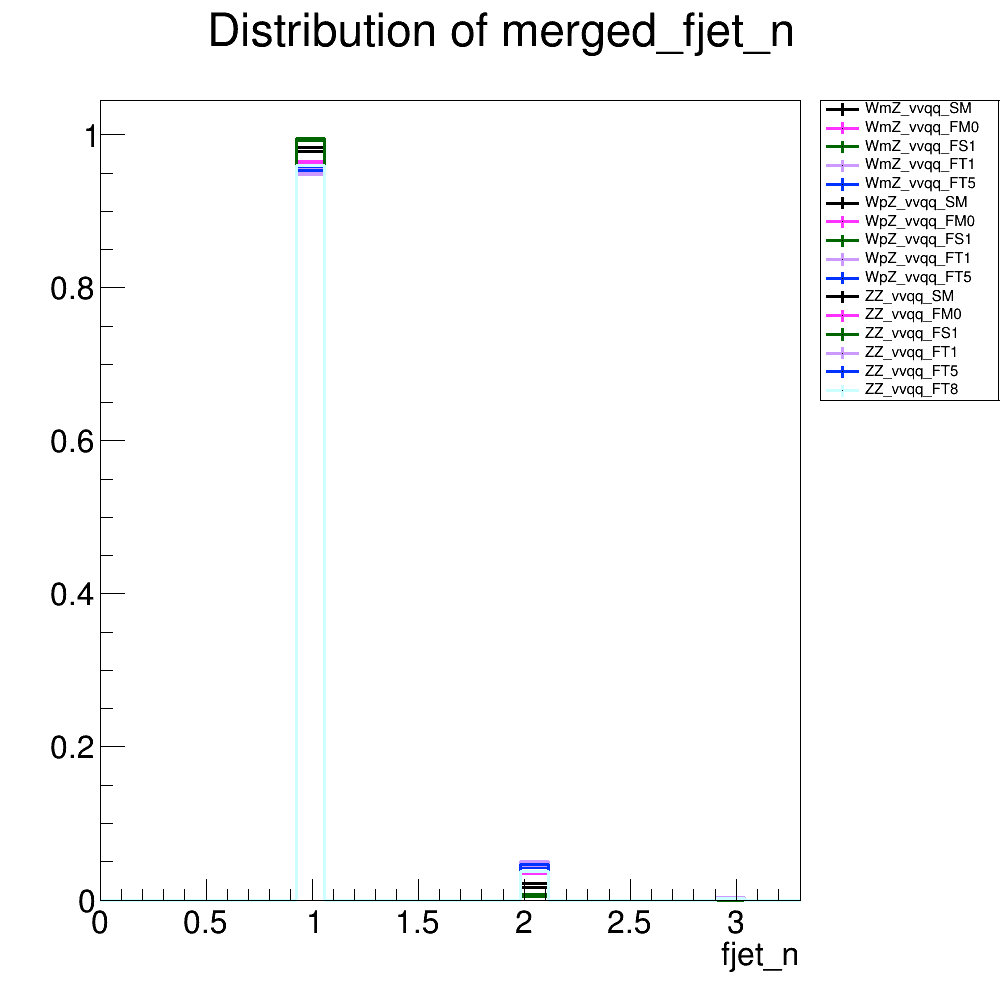 Distribution of merged_fjet_n
WmZ_vvqq_SM
WmZ_vvqq_FM0
WmZ_vvqq_FS1
WmZ_vvqq_FT1
WmZ_vvqq_FT5
WpZ_vvqq_SM
WpZ_vvqq_FM0
WpZ_vvqq_FS1
WpZ_vvqq_FT1
WpZ_vvqq_FT5
ZZ_vvqq_SM
ZZ_vvqq_FM0
ZZ_vvqq_FS1
ZZ_vvqq_FT1
ZZ_vvqq_FT5
ZZ_vvqq_FT8
1
0.8
0.6
0.4
0.2
0
0 0.5 1 1.5 2 2.5 3
fjet_n